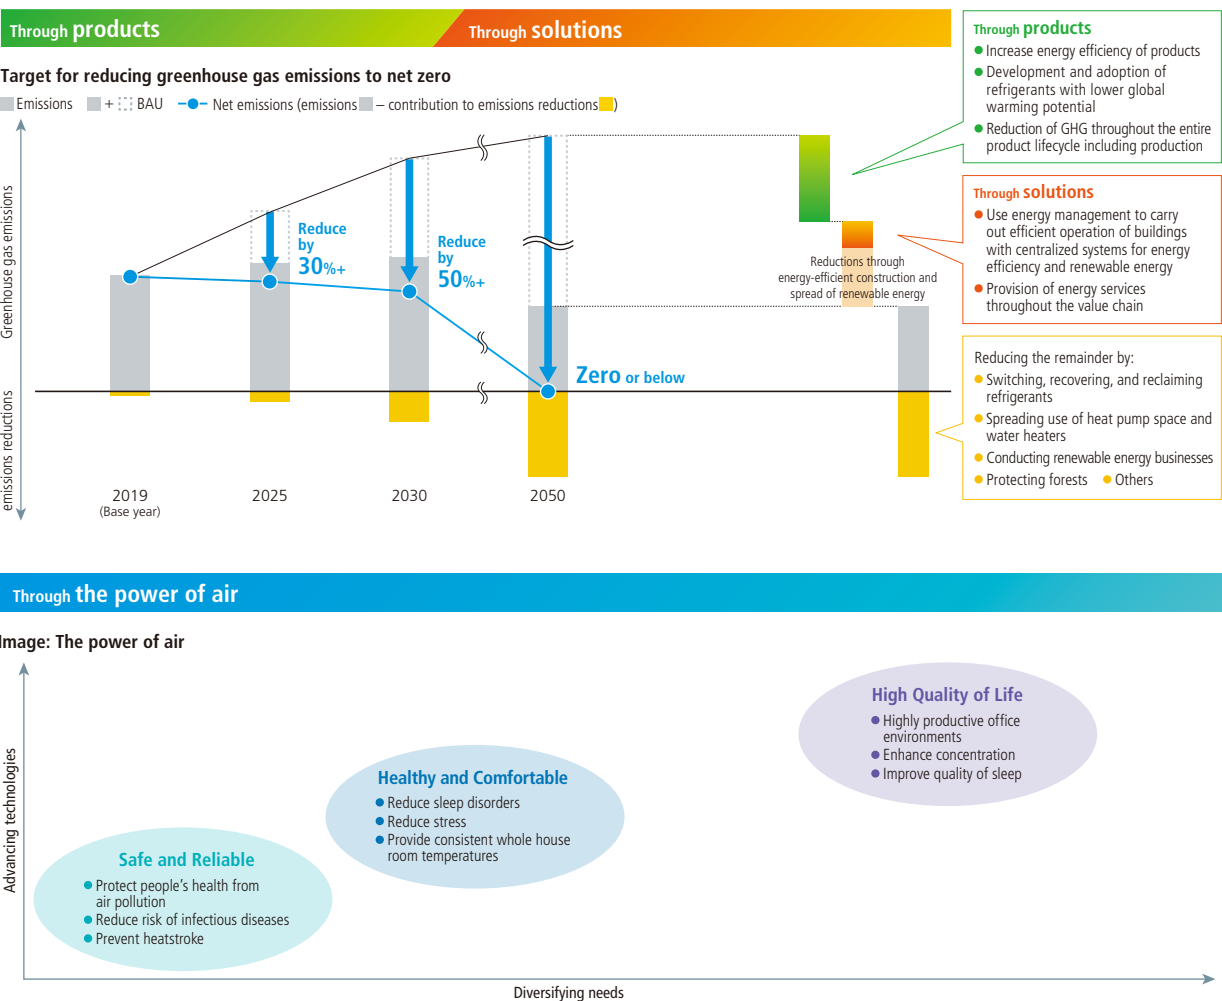 Through products
Through solutions
Target for reducing greenhouse gas emissions to net zero
Emissions + BAU Net emissions (emissions – contribution to emissions reductions )
Greenhouse gas emissions
emissions reductions
Reduce
by
30%+
Reduce
by
50%+
Zero or below
Reductions through
energy-efficient construction and
spread of renewable energy
2019
(Base year)
2025
2030
2050
Through products
● Increase energy efficiency of products
● Development and adoption of
refrigerants with lower global
warming potential
● Reduction of GHG throughout the entire
product lifecycle including production
Through solutions
● Use energy management to carry
out efficient operation of buildings
with centralized systems for energy
efficiency and renewable energy
● Provision of energy services
throughout the value chain
Reducing the remainder by:
● Switching, recovering, and reclaiming
refrigerants
● Spreading use of heat pump space and
water heaters
● Conducting renewable energy businesses
● Protecting forests ● Others
Through the power of air
Image: The power of air
Advancing technologies
Safe and Reliable
● Protect people’s health from
air pollution
● Reduce risk of infectious diseases
● Prevent heatstroke
Healthy and Comfortable
● Reduce sleep disorders
● Reduce stress
● Provide consistent whole house
room temperatures
High Quality of Life
● Highly productive office
environments
● Enhance concentration
● Improve quality of sleep
Diversifying needs